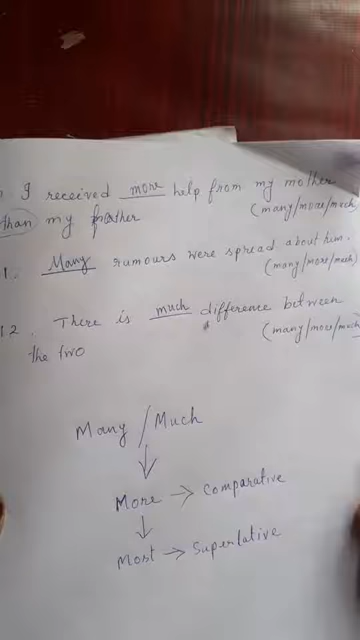 I received more help from my mother
than my father (many/more/much)
1. Many rumours were spread about him.
(many/more/much)
12. There is much difference between
the two (many/more/much
Many / Much
↓
More → Comparative
↓
Most → Superlative